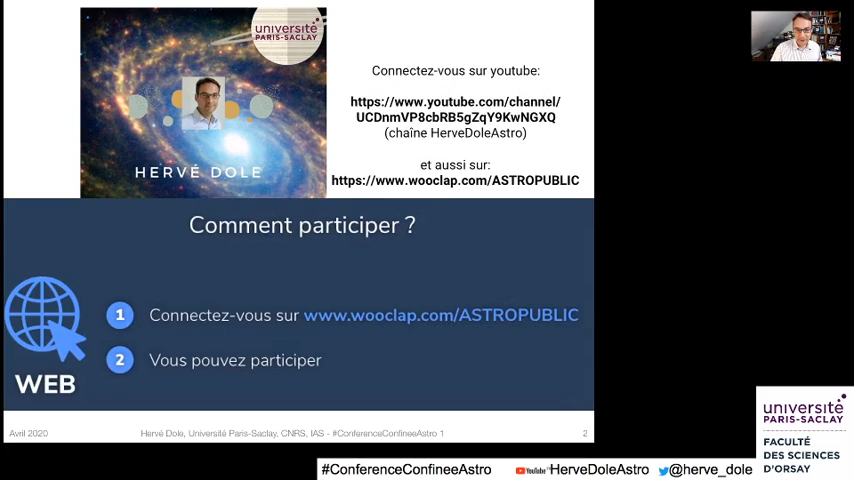 université
PARIS-SACLAY
HERVÉ DOLE
Connectez-vous sur youtube:
https://www.youtube.com/channel/
UCDnmVP8cbRB5gZqY9KwNGXQ
(chaîne HerveDoleAstro)
et aussi sur:
https://www.wooclap.com/ASTROPUBLIC
Comment participer ?
WEB
1 Connectez-vous sur www.wooclap.com/ASTROPUBLIC
2 Vous pouvez participer
Avril 2020 Hervé Dole, Université Paris-Saclay, CNRS, IAS - #ConferenceConfineeAstro 1 2
université
PARIS-SACLAY
FACULTÉ
DES SCIENCES
D'ORSAY
#ConferenceConfineeAstro YouTube HerveDoleAstro @herve_dole